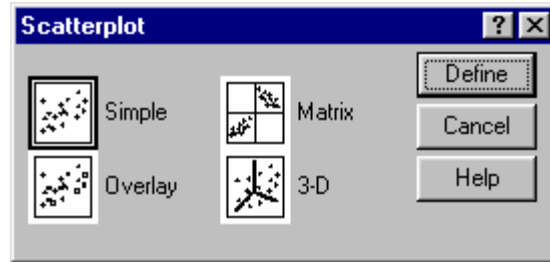 Scatterplot
Simple
Matrix
Overlay
3-D
Define
Cancel
Help